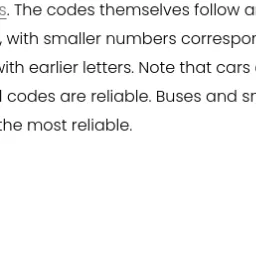 s. The codes themselves follow a
, with smaller numbers correspon
with earlier letters. Note that cars
l codes are reliable. Buses and s
the most reliable.